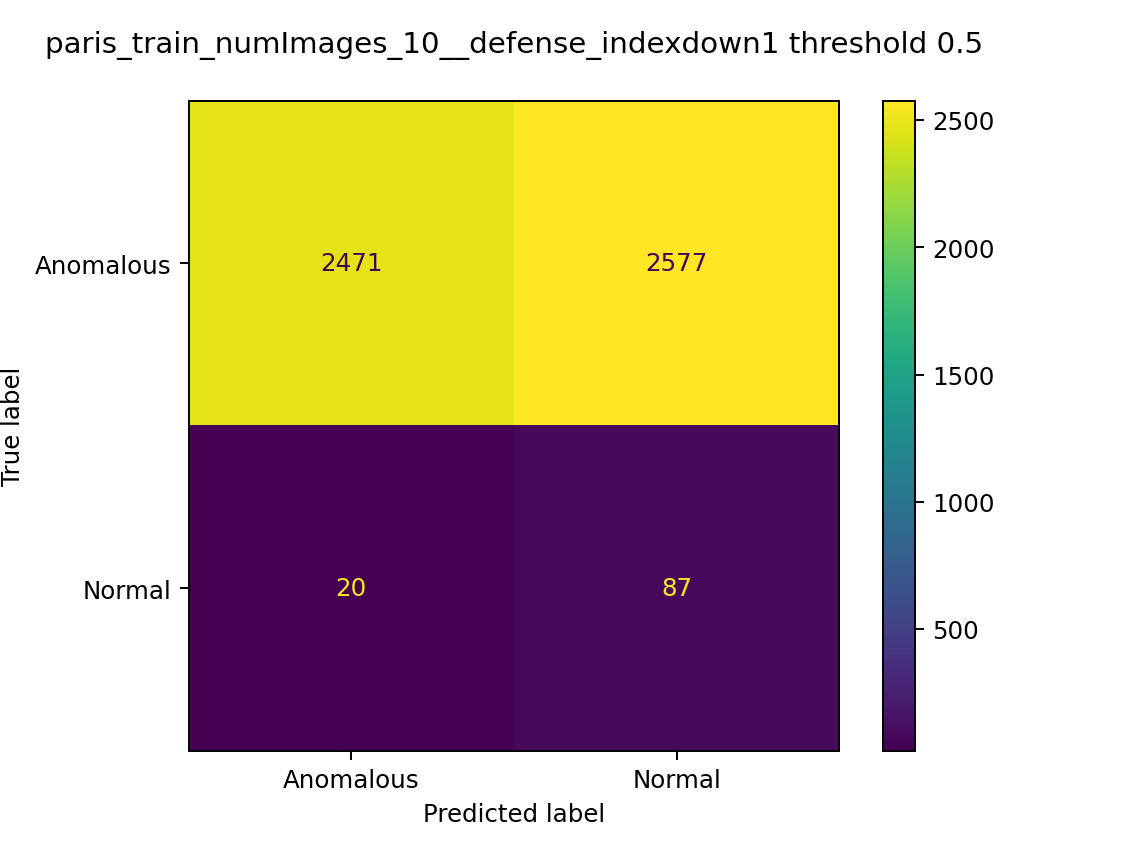 paris_train_numImages_10__defense_indexdown1 threshold 0.5
2500
2000
1500
1000
500
True label
Anomalous
Normal
2471
2577
20
87
Anomalous
Normal
Predicted label